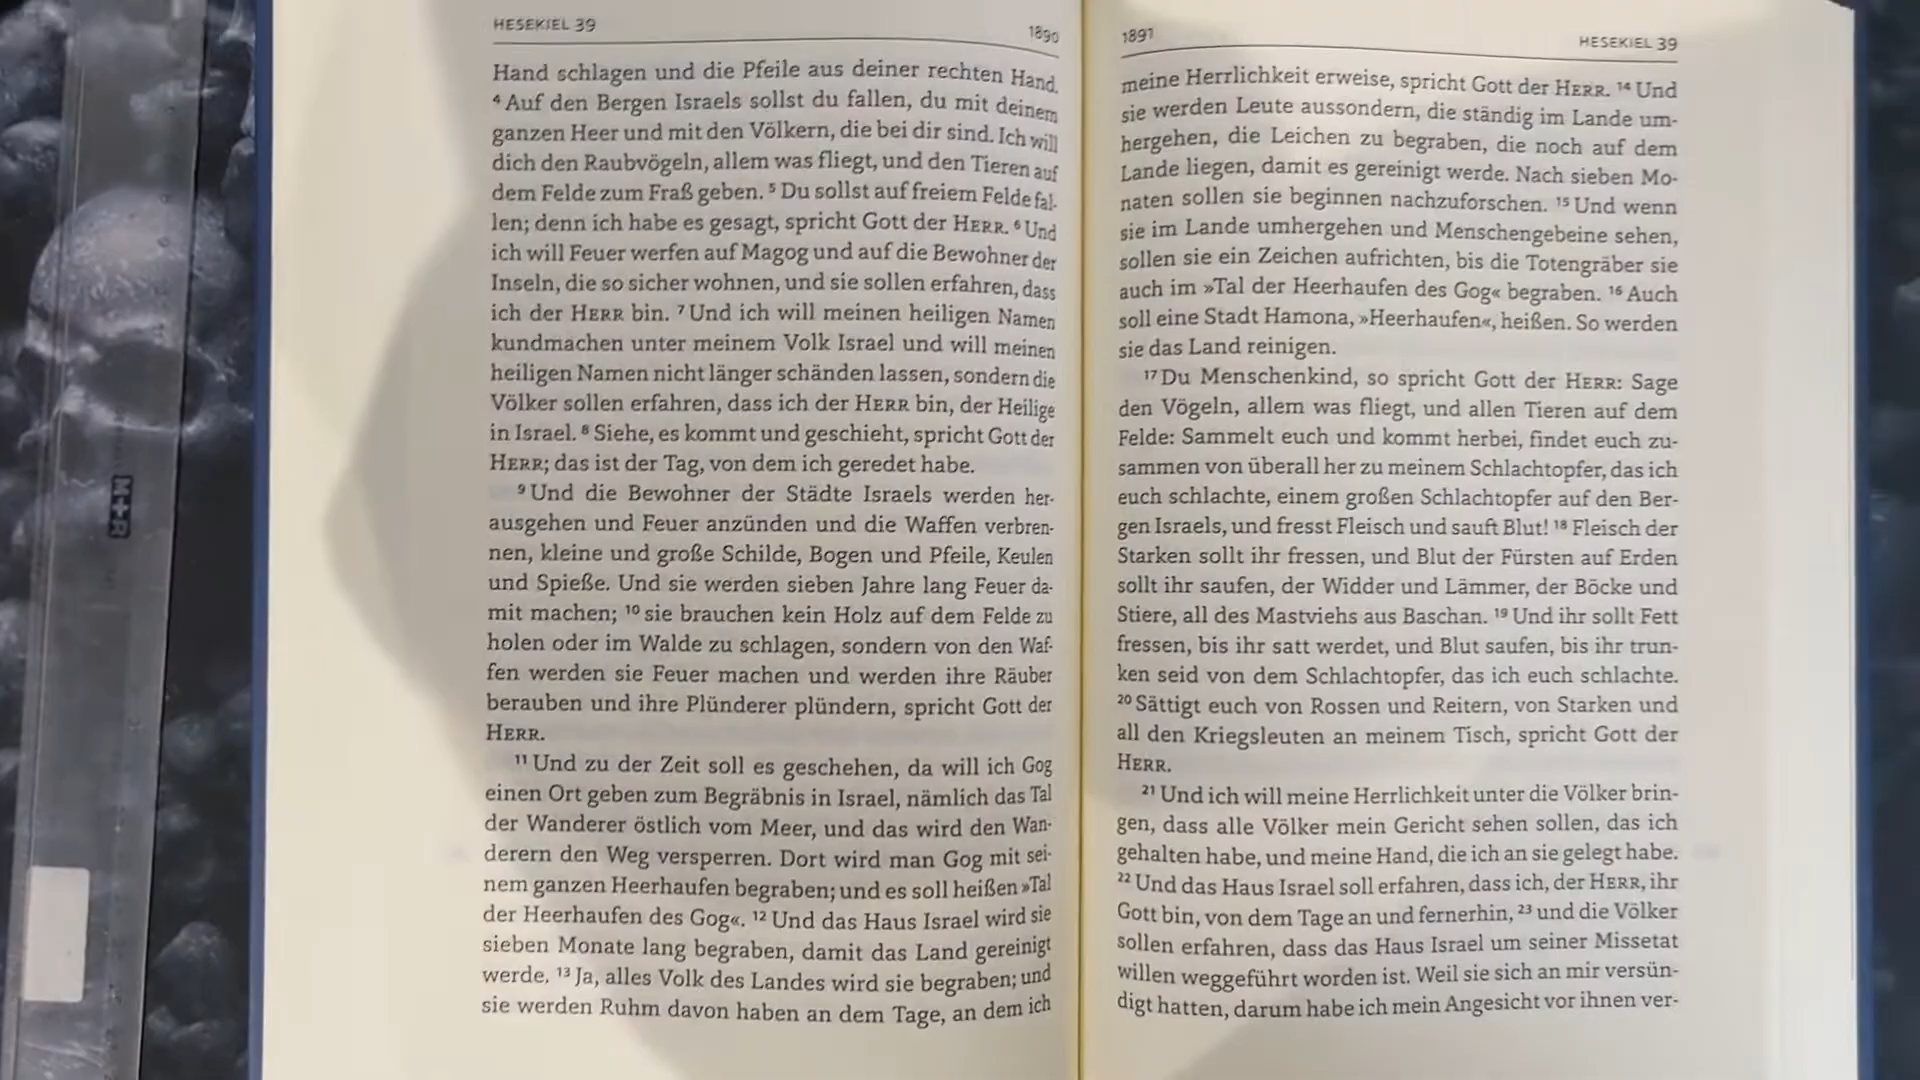 HESEKIEL 39
1890
Hand schlagen und die Pfeile aus deiner rechten Hand.
⁴ Auf den Bergen Israels sollst du fallen, du mit deinem
ganzen Heer und mit den Völkern, die bei dir sind. Ich will
dich den Raubvögeln, allem was fliegt, und den Tieren auf
dem Felde zum Fraß geben. ⁵ Du sollst auf freiem Felde fal-
len; denn ich habe es gesagt, spricht Gott der HERR. ⁶ Und
ich will Feuer werfen auf Magog und auf die Bewohner der
Inseln, die so sicher wohnen, und sie sollen erfahren, dass
ich der HERR bin. ⁷ Und ich will meinen heiligen Namen
kundmachen unter meinem Volk Israel und will meinen
heiligen Namen nicht länger schänden lassen, sondern die
Völker sollen erfahren, dass ich der HERR bin, der Heilige
in Israel. ⁸ Siehe, es kommt und geschieht, spricht Gott der
HERR; das ist der Tag, von dem ich geredet habe.
⁹ Und die Bewohner der Städte Israels werden her-
ausgehen und Feuer anzünden und die Waffen verbren-
nen, kleine und große Schilde, Bogen und Pfeile, Keulen
und Spieße. Und sie werden sieben Jahre lang Feuer da-
mit machen; ¹⁰ sie brauchen kein Holz auf dem Felde zu
holen oder im Walde zu schlagen, sondern von den Waf-
fen werden sie Feuer machen und werden ihre Räuber
berauben und ihre Plünderer plündern, spricht Gott der
HERR.
¹¹ Und zu der Zeit soll es geschehen, da will ich Gog
einen Ort geben zum Begräbnis in Israel, nämlich das Tal
der Wanderer östlich vom Meer, und das wird den Wan-
derern den Weg versperren. Dort wird man Gog mit sei-
nem ganzen Heerhaufen begraben; und es soll heißen »Tal
der Heerhaufen des Gog«. ¹² Und das Haus Israel wird sie
sieben Monate lang begraben, damit das Land gereinigt
werde. ¹³ Ja, alles Volk des Landes wird sie begraben; und
sie werden Ruhm davon haben an dem Tage, an dem ich
1891
HESEKIEL 39
meine Herrlichkeit erweise, spricht Gott der HERR. ¹⁴ Und
sie werden Leute aussondern, die ständig im Lande um-
hergehen, die Leichen zu begraben, die noch auf dem
Lande liegen, damit es gereinigt werde. Nach sieben Mo-
naten sollen sie beginnen nachzuforschen. ¹⁵ Und wenn
sie im Lande umhergehen und Menschengebeine sehen,
sollen sie ein Zeichen aufrichten, bis die Totengräber sie
auch im »Tal der Heerhaufen des Gog« begraben. ¹⁶ Auch
soll eine Stadt Hamona, »Heerhaufen«, heißen. So werden
sie das Land reinigen.
¹⁷ Du Menschenkind, so spricht Gott der HERR: Sage
den Vögeln, allem was fliegt, und allen Tieren auf dem
Felde: Sammelt euch und kommt herbei, findet euch zu-
sammen von überall her zu meinem Schlachtopfer, das ich
euch schlachte, einem großen Schlachtopfer auf den Ber-
gen Israels, und fresst Fleisch und sauft Blut! ¹⁸ Fleisch der
Starken sollt ihr fressen, und Blut der Fürsten auf Erden
sollt ihr saufen, der Widder und Lämmer, der Böcke und
Stiere, all des Mastviehs aus Baschan. ¹⁹ Und ihr sollt Fett
fressen, bis ihr satt werdet, und Blut saufen, bis ihr trun-
ken seid von dem Schlachtopfer, das ich euch schlachte.
²⁰ Sättigt euch von Rossen und Reitern, von Starken und
all den Kriegsleuten an meinem Tisch, spricht Gott der
HERR.
²¹ Und ich will meine Herrlichkeit unter die Völker brin-
gen, dass alle Völker mein Gericht sehen sollen, das ich
gehalten habe, und meine Hand, die ich an sie gelegt habe.
²² Und das Haus Israel soll erfahren, dass ich, der HERR, ihr
Gott bin, von dem Tage an und fernerhin, ²³ und die Völker
sollen erfahren, dass das Haus Israel um seiner Missetat
willen weggeführt worden ist. Weil sie sich an mir versün-
digt hatten, darum habe ich mein Angesicht vor ihnen ver-
M+R